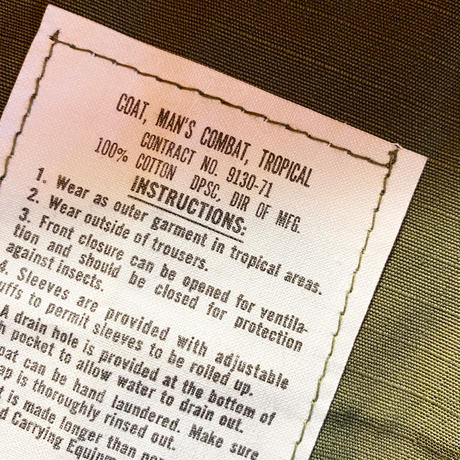 COAT, MAN'S COMBAT, TROPICAL
CONTRACT NO. 9130-71
100% COTTON DPSC, DIR OF MFG.
INSTRUCTIONS:
1. Wear as outer garment in tropical areas.
2. Wear outside of trousers.
3. Front closure can be opened for ventila-
tion and should be closed for protection
against insects.
4. Sleeves are provided with adjustable
uffs to permit sleeves to be rolled up.
A drain hole is provided at the bottom of
h pocket to allow water to drain out.
oat can be hand laundered. Make sure
ap is thoroughly rinsed out.
t is made longer than
d Carrying